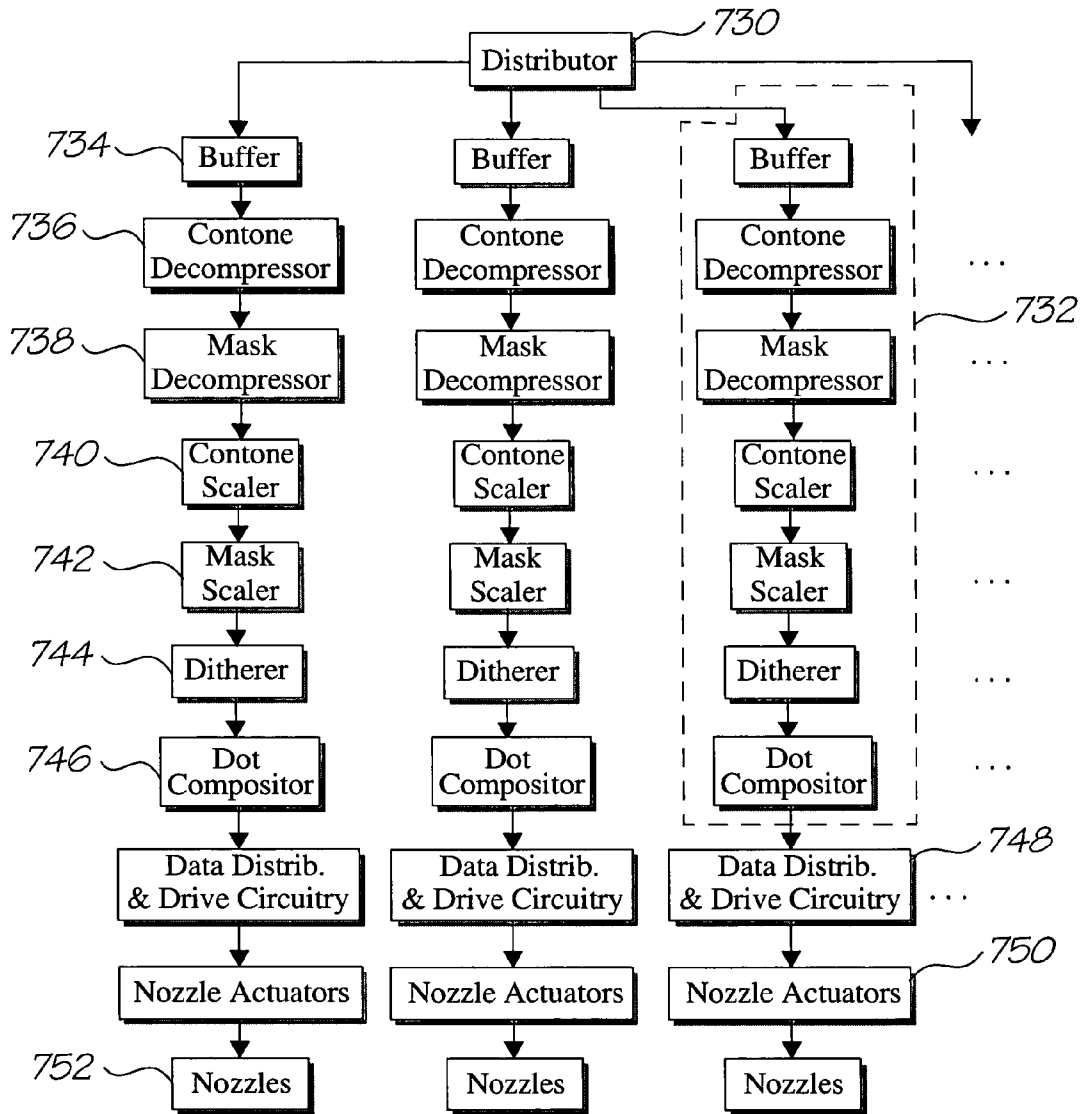 730
Distributor
734
Buffer
Buffer
Buffer
736
Contone
Decompressor
Contone
Decompressor
Contone
Decompressor
...
732
738
Mask
Decompressor
Mask
Decompressor
Mask
Decompressor
...
740
Contone
Scaler
Contone
Scaler
Contone
Scaler
...
742
Mask
Scaler
Mask
Scaler
Mask
Scaler
...
744
Ditherer
Ditherer
Ditherer
...
746
Dot
Compositor
Dot
Compositor
Dot
Compositor
...
748
Data Distrib.
& Drive Circuitry
Data Distrib.
& Drive Circuitry
Data Distrib.
& Drive Circuitry
...
750
Nozzle Actuators
Nozzle Actuators
Nozzle Actuators
752
Nozzles
Nozzles
Nozzles